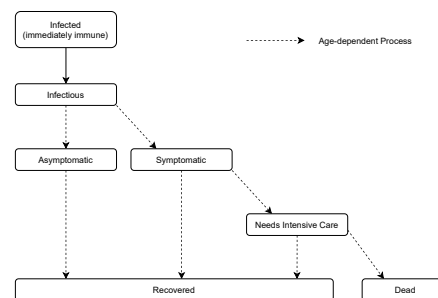 Infected
(immediately immune)
Age-dependent Process
Infectious
Asymptomatic
Symptomatic
Needs Intensive Care
Recovered
Dead